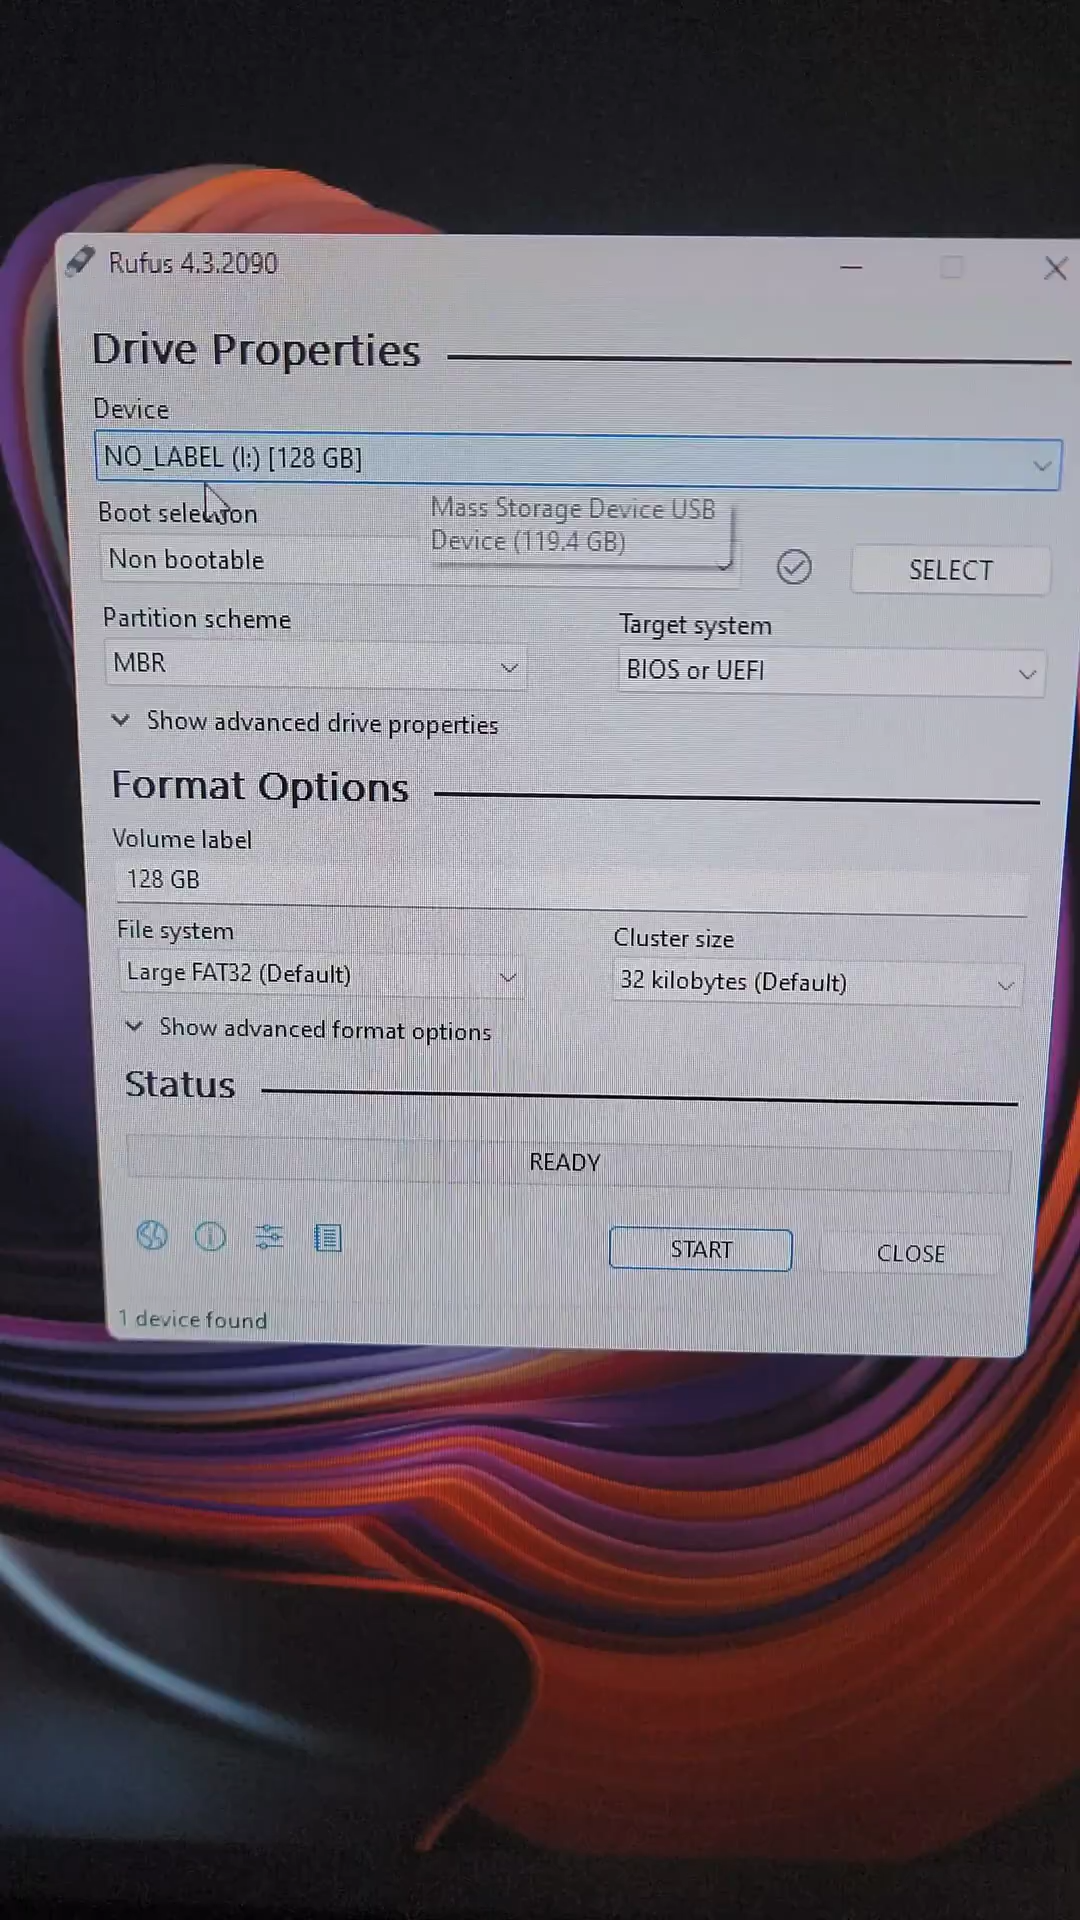 Rufus 4.3.2090
Drive Properties
Device
NO_LABEL (I:) [128 GB]
Boot selection
Mass Storage Device USB
Device (119.4 GB)
Non bootable
SELECT
Partition scheme
Target system
MBR
BIOS or UEFI
Show advanced drive properties
Format Options
Volume label
128 GB
File system
Cluster size
Large FAT32 (Default)
32 kilobytes (Default)
Show advanced format options
Status
READY
START
CLOSE
1 device found